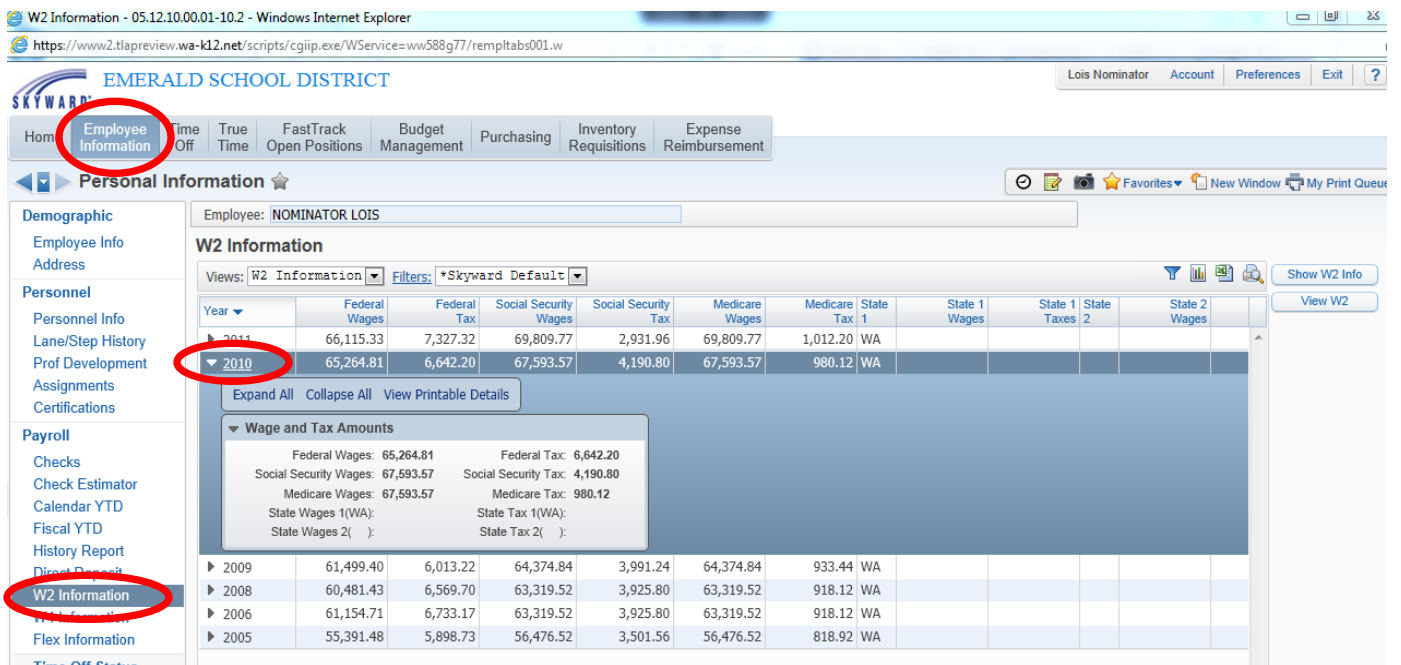 W2 Information - 05.12.10.00.01-10.2 - Windows Internet Explorer
https://www2.tlapreview.wa-k12.net/scripts/cgiip.exe/WService=ww588g77/rempltabs001.w
SKYWARD
EMERALD SCHOOL DISTRICT
Lois Nominator Account Preferences Exit ?
Home Employee Information Time Off True Time FastTrack Open Positions Budget Management Purchasing Inventory Requisitions Expense Reimbursement
Personal Information
Favorites New Window My Print Queue
Demographic
Employee Info
Address
Personnel
Personnel Info
Lane/Step History
Prof Development
Assignments
Certifications
Payroll
Checks
Check Estimator
Calendar YTD
Fiscal YTD
History Report
Direct Deposit
W2 Information
W4 Information
Flex Information
Time Off Status
Employee: NOMINATOR LOIS
W2 Information
Views: W2 Information Filters: *Skyward Default
Show W2 Info
View W2
Year Federal Wages Federal Tax Social Security Wages Social Security Tax Medicare Wages Medicare Tax State 1 State 1 Wages State 1 Taxes State 2 State 2 Wages
2011 66,115.33 7,327.32 69,809.77 2,931.96 69,809.77 1,012.20 WA
2010 65,264.81 6,642.20 67,593.57 4,190.80 67,593.57 980.12 WA
Expand All Collapse All View Printable Details
Wage and Tax Amounts
Federal Wages: 65,264.81 Federal Tax: 6,642.20
Social Security Wages: 67,593.57 Social Security Tax: 4,190.80
Medicare Wages: 67,593.57 Medicare Tax: 980.12
State Wages 1(WA): State Tax 1(WA):
State Wages 2( ): State Tax 2( ):
2009 61,499.40 6,013.22 64,374.84 3,991.24 64,374.84 933.44 WA
2008 60,481.43 6,569.70 63,319.52 3,925.80 63,319.52 918.12 WA
2006 61,154.71 6,733.17 63,319.52 3,925.80 63,319.52 918.12 WA
2005 55,391.48 5,898.73 56,476.52 3,501.56 56,476.52 818.92 WA